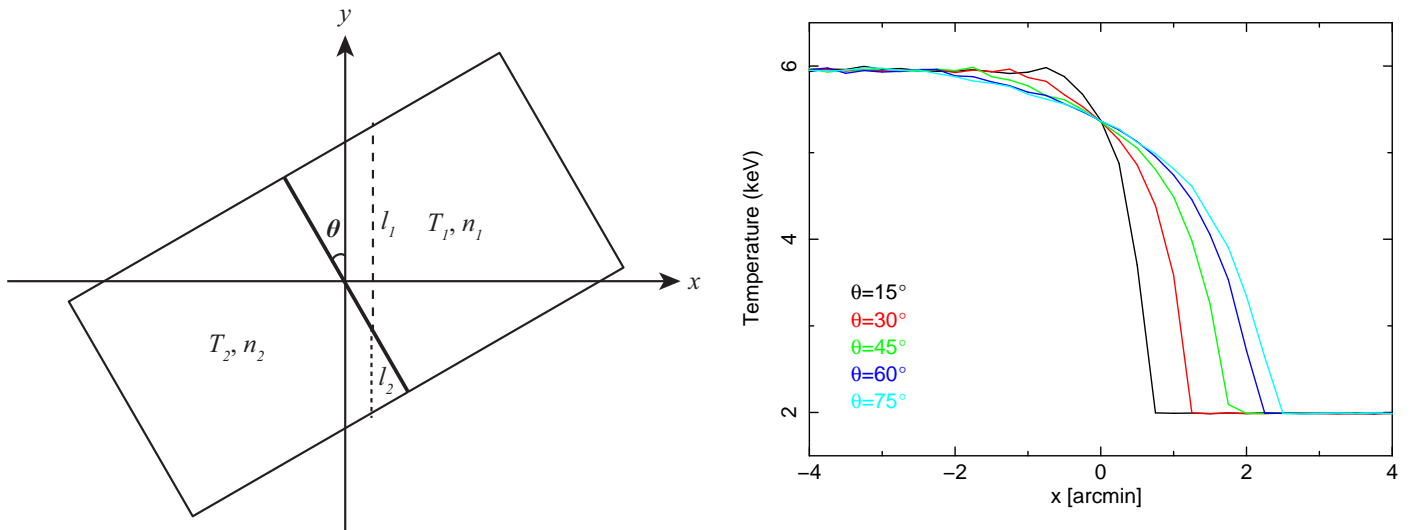 y
θ
l₁
T₁, n₁
x
T₂, n₂
l₂
Temperature (keV)
6
4
2
θ=15°
θ=30°
θ=45°
θ=60°
θ=75°
−4 −2 0 2 4
x [arcmin]